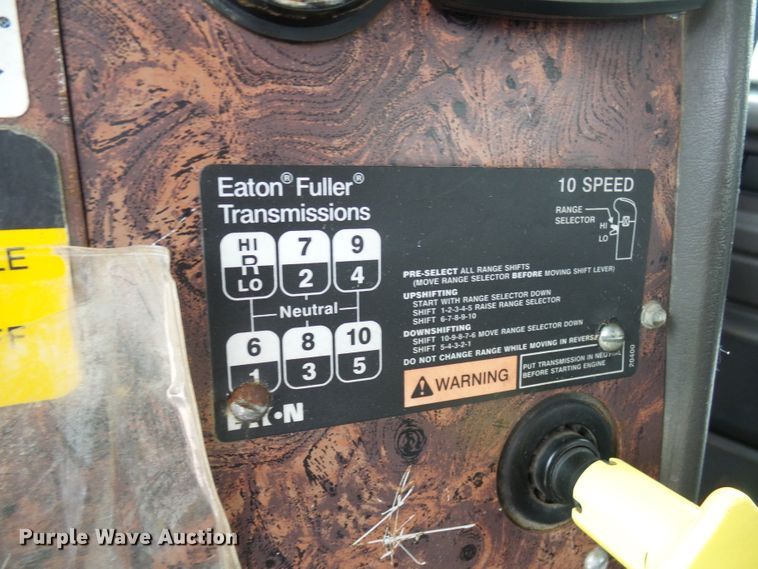 Eaton® Fuller®
Transmissions
10 SPEED
RANGE
SELECTOR
HI
LO
HI
R
LO
7
2
9
4
Neutral
6
1
8
3
10
5
PRE-SELECT ALL RANGE SHIFTS
(MOVE RANGE SELECTOR BEFORE MOVING SHIFT LEVER)
UPSHIFTING
START WITH RANGE SELECTOR DOWN
SHIFT 1-2-3-4-5 RAISE RANGE SELECTOR
SHIFT 6-7-8-9-10
DOWNSHIFTING
SHIFT 10-9-8-7-6 MOVE RANGE SELECTOR DOWN
SHIFT 5-4-3-2-1
DO NOT CHANGE RANGE WHILE MOVING IN REVERSE
WARNING
PUT TRANSMISSION IN NEUTRAL
BEFORE STARTING ENGINE
20400
EATON
LE
Purple Wave Auction